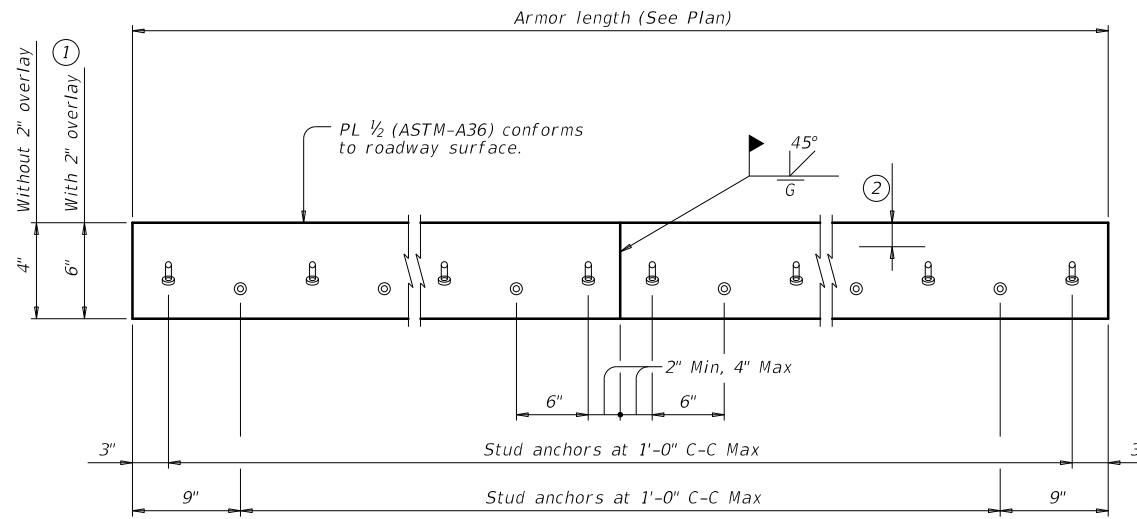 Armor length (See Plan)
Without 2" overlay
1
With 2" overlay
PL ½ (ASTM-A36) conforms
to roadway surface.
45°
G
2
4"
6"
2" Min, 4" Max
6"
6"
3"
Stud anchors at 1'-0" C-C Max
3
9"
Stud anchors at 1'-0" C-C Max
9"